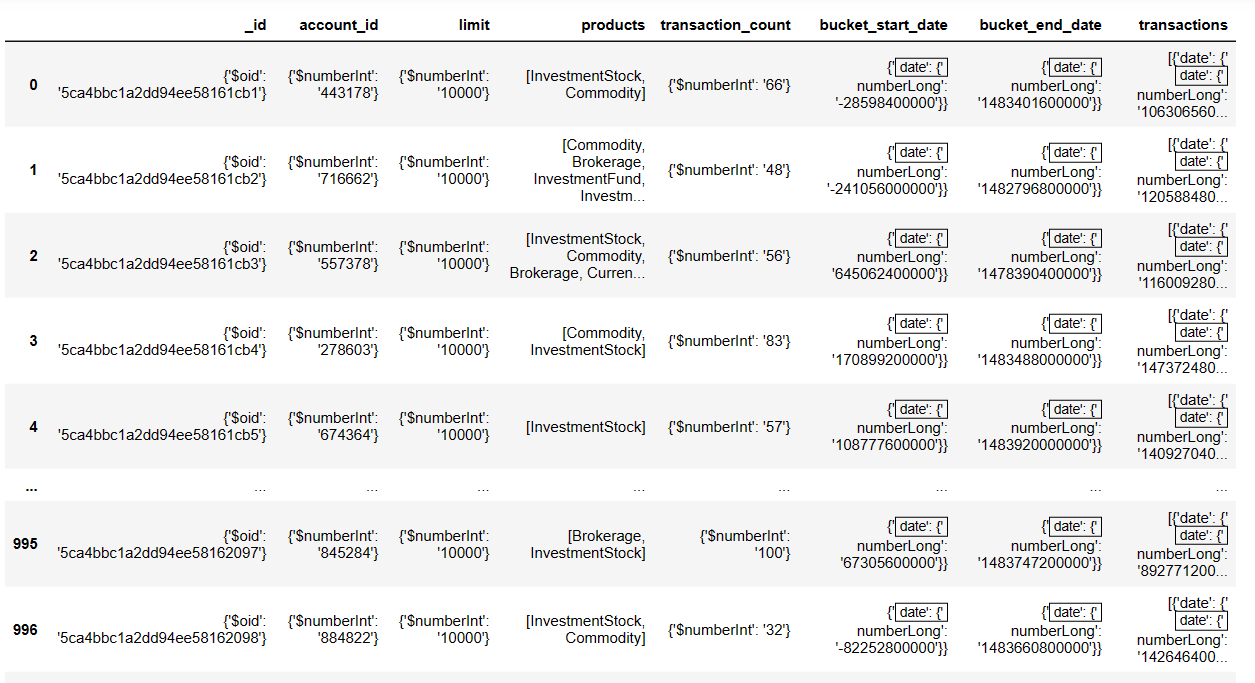 _id account_id limit products transaction_count bucket_start_date bucket_end_date transactions
0
{'$oid':
'5ca4bbc1a2dd94ee58161cb1'}
{'$numberInt':
'443178'}
{'$numberInt':
'10000'}
[InvestmentStock,
Commodity]
{'$numberInt': '66'}
{' date': {'
numberLong':
'-28598400000'}}
{' date': {'
numberLong':
'1483401600000'}}
[{'date': {'
date': {'
numberLong':
'106306560...
1
{'$oid':
'5ca4bbc1a2dd94ee58161cb2'}
{'$numberInt':
'716662'}
{'$numberInt':
'10000'}
[Commodity,
Brokerage,
InvestmentFund,
Investm...
{'$numberInt': '48'}
{' date': {'
numberLong':
'-241056000000'}}
{' date': {'
numberLong':
'1482796800000'}}
[{'date': {'
date': {'
numberLong':
'120588480...
2
{'$oid':
'5ca4bbc1a2dd94ee58161cb3'}
{'$numberInt':
'557378'}
{'$numberInt':
'10000'}
[InvestmentStock,
Commodity,
Brokerage, Curren...
{'$numberInt': '56'}
{' date': {'
numberLong':
'645062400000'}}
{' date': {'
numberLong':
'1478390400000'}}
[{'date': {'
date': {'
numberLong':
'116009280...
3
{'$oid':
'5ca4bbc1a2dd94ee58161cb4'}
{'$numberInt':
'278603'}
{'$numberInt':
'10000'}
[Commodity,
InvestmentStock]
{'$numberInt': '83'}
{' date': {'
numberLong':
'170899200000'}}
{' date': {'
numberLong':
'1483488000000'}}
[{'date': {'
date': {'
numberLong':
'147372480...
4
{'$oid':
'5ca4bbc1a2dd94ee58161cb5'}
{'$numberInt':
'674364'}
{'$numberInt':
'10000'}
[InvestmentStock]
{'$numberInt': '57'}
{' date': {'
numberLong':
'108777600000'}}
{' date': {'
numberLong':
'1483920000000'}}
[{'date': {'
date': {'
numberLong':
'140927040...
... ... ... ... ... ... ... ... ...
995
{'$oid':
'5ca4bbc1a2dd94ee58162097'}
{'$numberInt':
'845284'}
{'$numberInt':
'10000'}
[Brokerage,
InvestmentStock]
{'$numberInt':
'100'}
{' date': {'
numberLong':
'67305600000'}}
{' date': {'
numberLong':
'1483747200000'}}
[{'date': {'
date': {'
numberLong':
'892771200...
996
{'$oid':
'5ca4bbc1a2dd94ee58162098'}
{'$numberInt':
'884822'}
{'$numberInt':
'10000'}
[InvestmentStock,
Commodity]
{'$numberInt': '32'}
{' date': {'
numberLong':
'-82252800000'}}
{' date': {'
numberLong':
'1483660800000'}}
[{'date': {'
date': {'
numberLong':
'142646400...